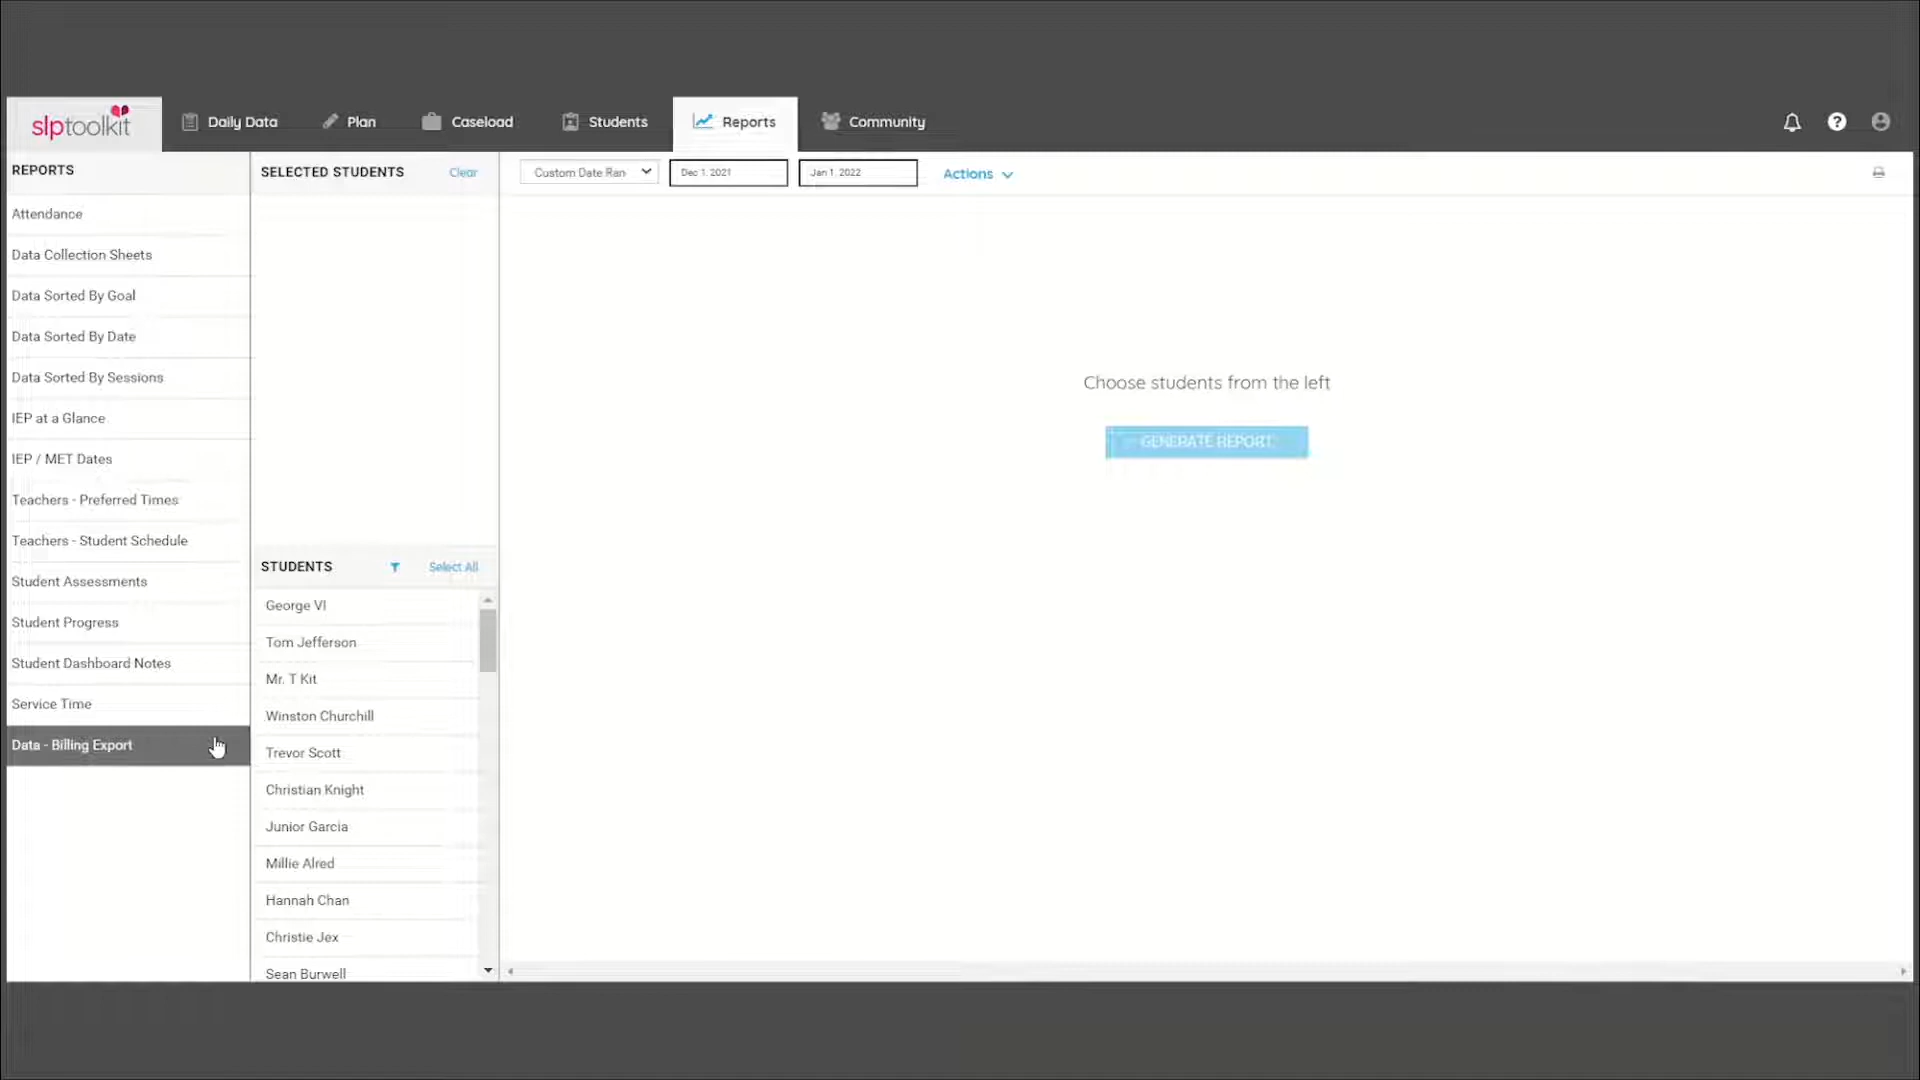 slptoolkit
Daily Data
Plan
Caseload
Students
Reports
Community
REPORTS
Attendance
Data Collection Sheets
Data Sorted By Goal
Data Sorted By Date
Data Sorted By Sessions
IEP at a Glance
IEP / MET Dates
Teachers - Preferred Times
Teachers - Student Schedule
Student Assessments
Student Progress
Student Dashboard Notes
Service Time
Data - Billing Export
SELECTED STUDENTS Clear
STUDENTS Select All
George VI
Tom Jefferson
Mr. T Kit
Winston Churchill
Trevor Scott
Christian Knight
Junior Garcia
Millie Alred
Hannah Chan
Christie Jex
Sean Burwell
Custom Date Ran
Dec 1, 2021
Jan 1, 2022
Actions
Choose students from the left
GENERATE REPORT